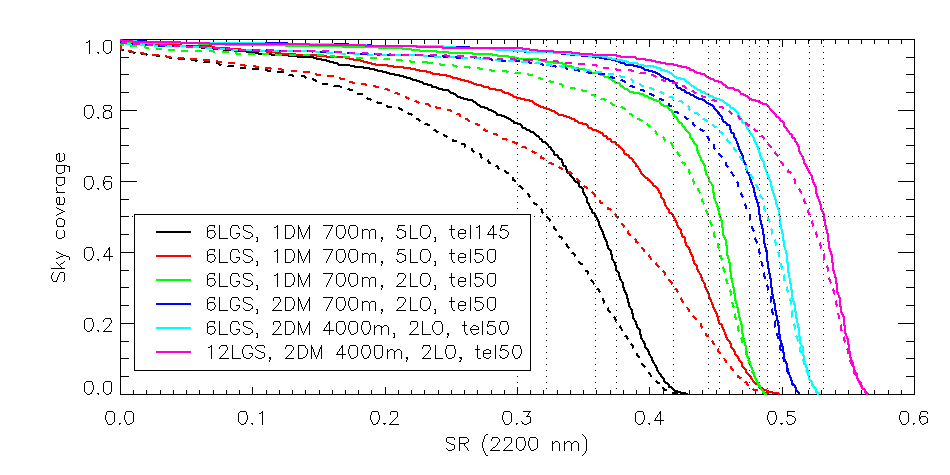 1.0
0.8
0.6
0.4
0.2
0.0
Sky coverage
6LGS, 1DM 700m, 5LO, tel145
6LGS, 1DM 700m, 5LO, tel50
6LGS, 1DM 700m, 2LO, tel50
6LGS, 2DM 700m, 2LO, tel50
6LGS, 2DM 4000m, 2LO, tel50
12LGS, 2DM 4000m, 2LO, tel50
0.0 0.1 0.2 0.3 0.4 0.5 0.6
SR (2200 nm)